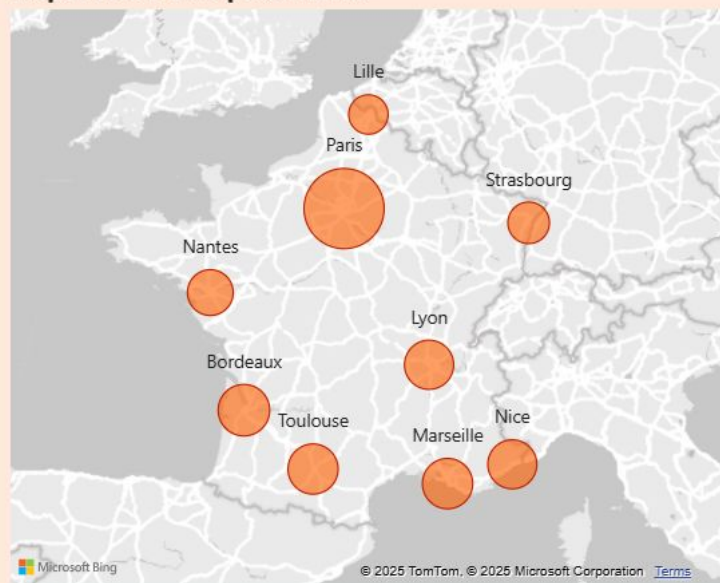 Lille
Paris
Strasbourg
Nantes
Lyon
Bordeaux
Toulouse
Nice
Marseille
Microsoft Bing
© 2025 TomTom, © 2025 Microsoft Corporation Terms